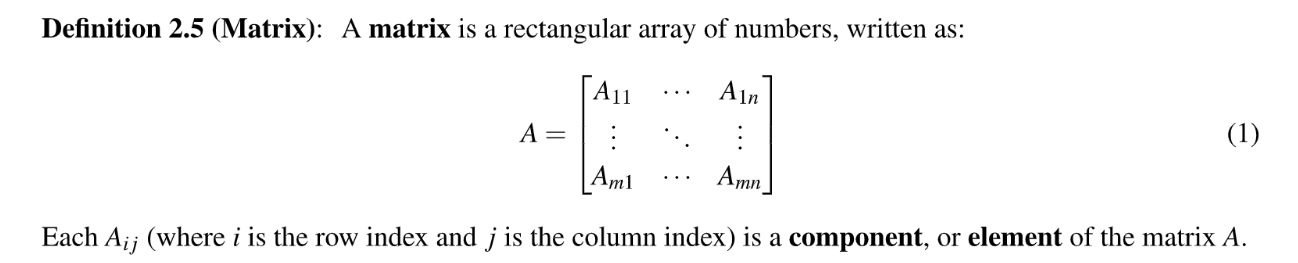 Definition 2.5 (Matrix): A matrix is a rectangular array of numbers, written as:
A = [A₁₁ ⋯ A₁ₙ
⋮ ⋱ ⋮
Aₘ₁ ⋯ Aₘₙ] (1)
Each Aᵢⱼ (where i is the row index and j is the column index) is a component, or element of the matrix A.